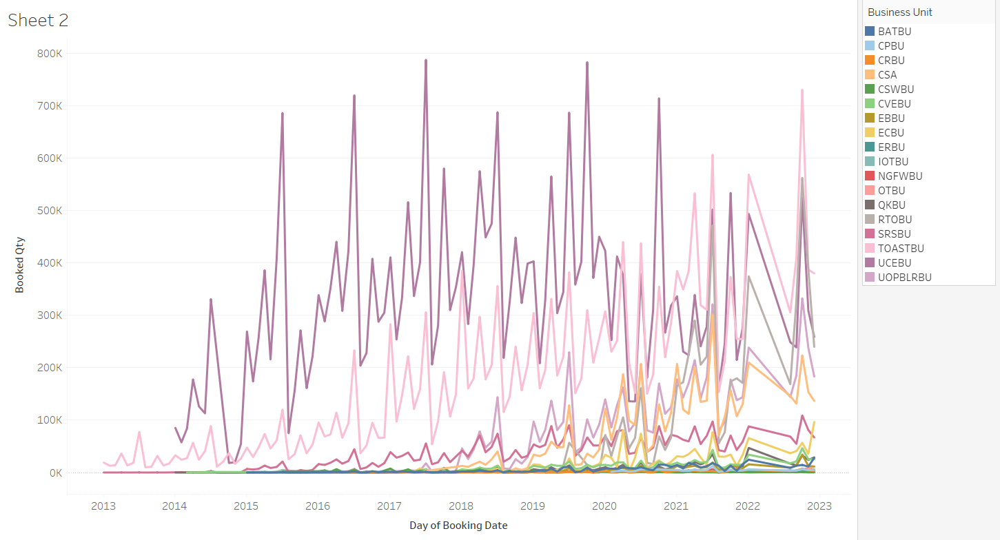 Sheet 2
Business Unit
BATBU
CPBU
CRBU
CSA
CSWBU
CVEBU
EBBU
ECBU
ERBU
IOTBU
NGFWBU
OTBU
QKBU
RTOBU
SRSBU
TOASTBU
UCEBU
UOPBLRBU
800K
700K
600K
500K
400K
300K
200K
100K
0K
Booked Qty
2013 2014 2015 2016 2017 2018 2019 2020 2021 2022 2023
Day of Booking Date